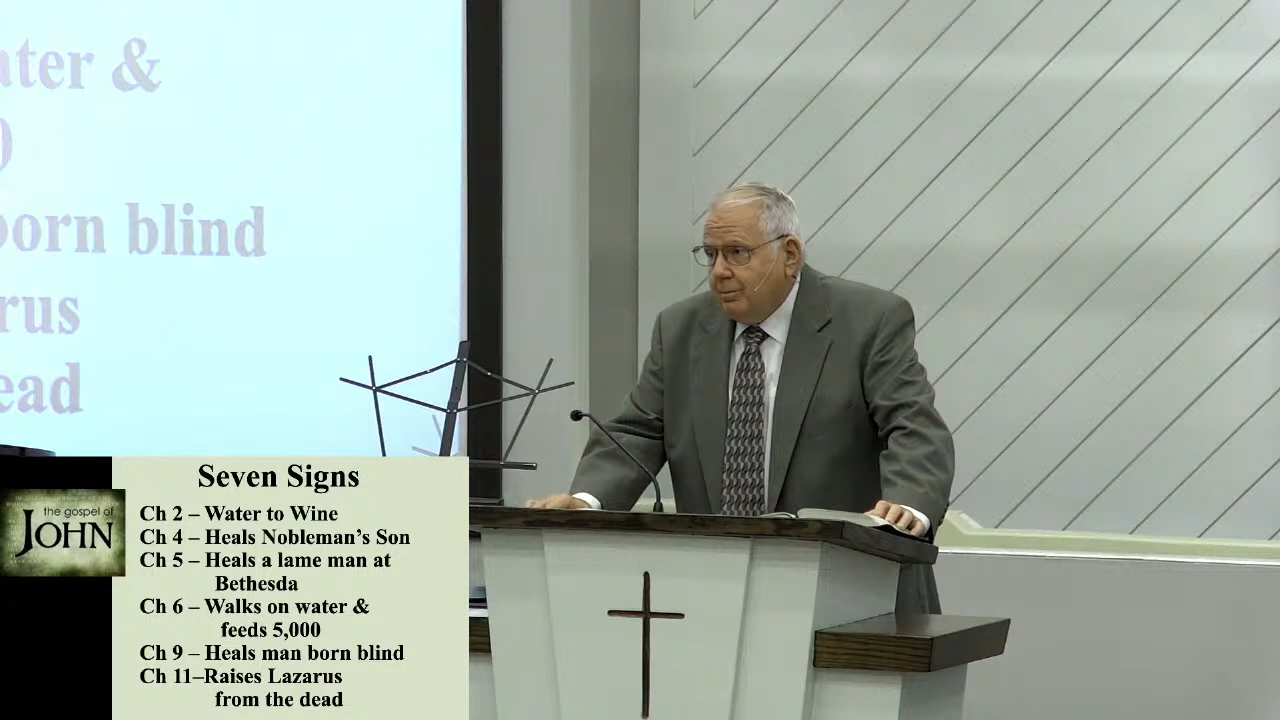 ater &
born blind
rus
ead
the gospel of
JOHN
Seven Signs
Ch 2 – Water to Wine
Ch 4 – Heals Nobleman’s Son
Ch 5 – Heals a lame man at
Bethesda
Ch 6 – Walks on water &
feeds 5,000
Ch 9 – Heals man born blind
Ch 11–Raises Lazarus
from the dead